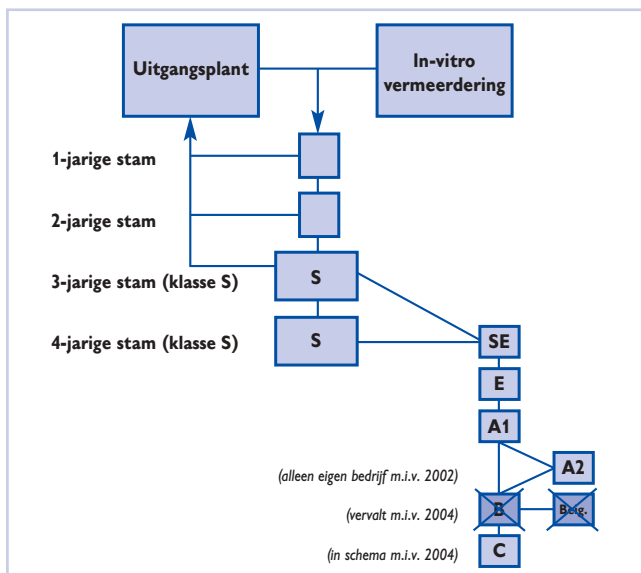 Uitgangsplant
In-vitro
vermeerdering
1-jarige stam
2-jarige stam
3-jarige stam (klasse S)
S
4-jarige stam (klasse S)
S
SE
E
A1
(alleen eigen bedrijf m.i.v. 2002)
A2
(vervalt m.i.v. 2004)
B
Beig.
(in schema m.i.v. 2004)
C